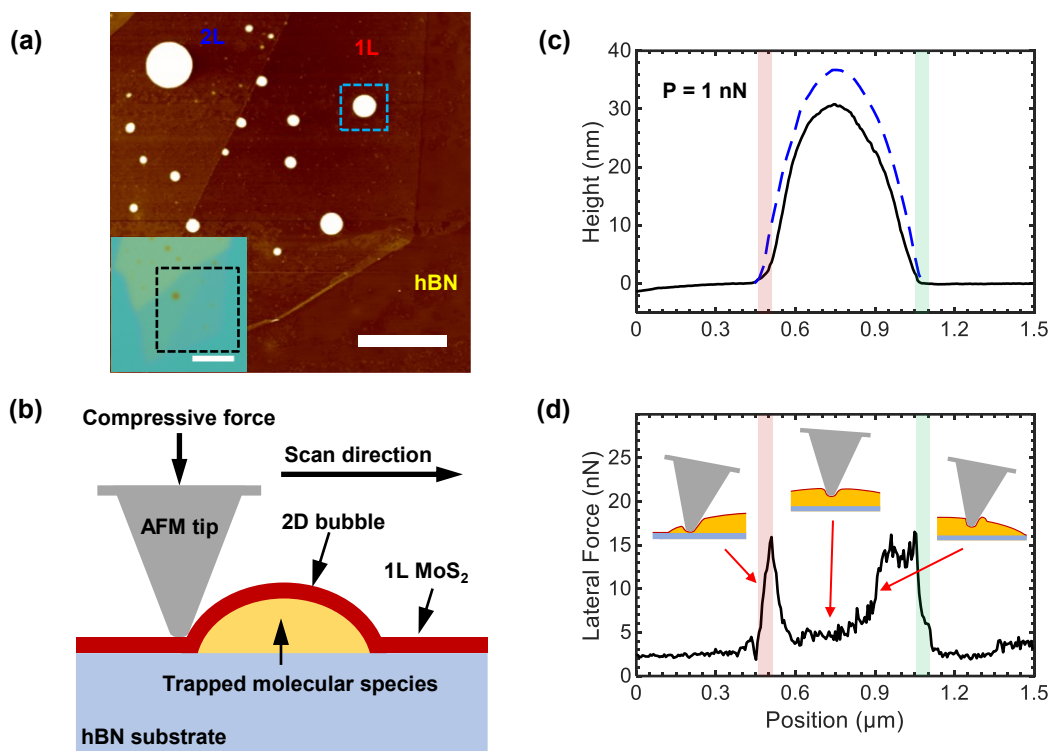 (a)
2L
1L
hBN
(b)
Compressive force
Scan direction
AFM tip
2D bubble
1L MoS₂
Trapped molecular species
hBN substrate
(c)
P = 1 nN
Height (nm)
40
30
20
10
0
0 0.3 0.6 0.9 1.2 1.5
(d)
Lateral Force (nN)
25
20
15
10
5
0
0 0.3 0.6 0.9 1.2 1.5
Position (µm)